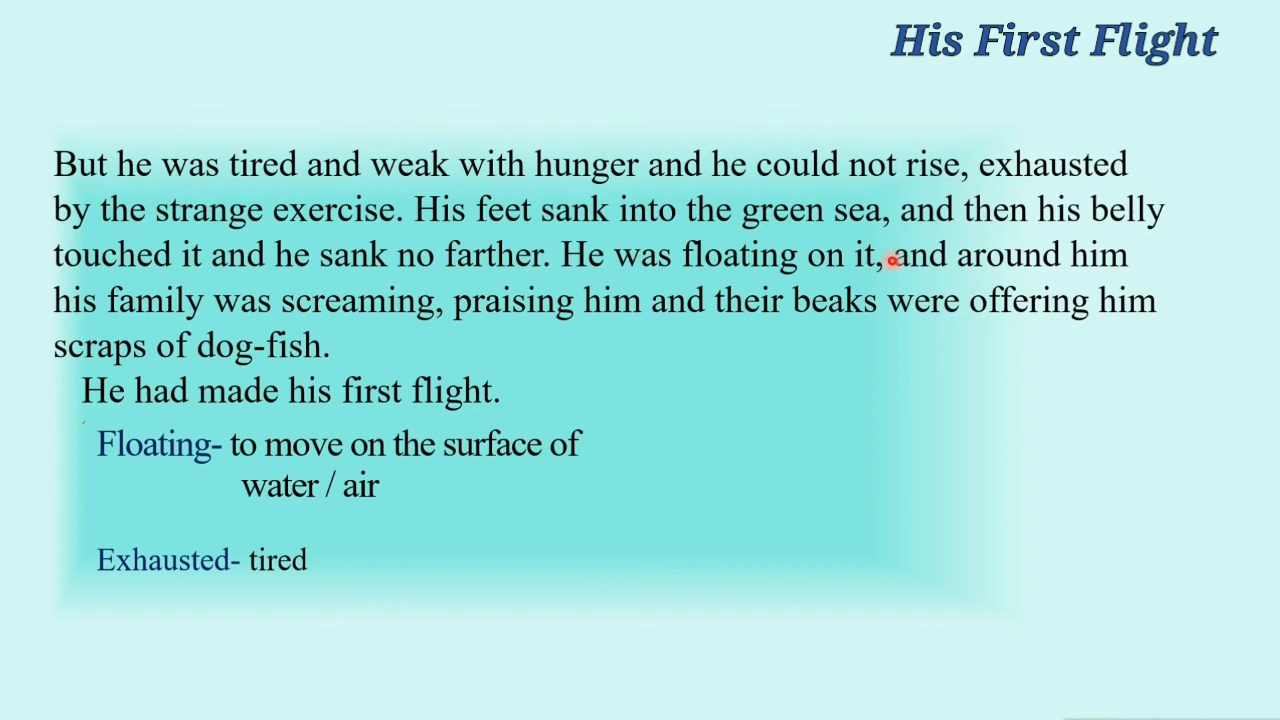 His First Flight
But he was tired and weak with hunger and he could not rise, exhausted
by the strange exercise. His feet sank into the green sea, and then his belly
touched it and he sank no farther. He was floating on it, and around him
his family was screaming, praising him and their beaks were offering him
scraps of dog-fish.
He had made his first flight.
Floating- to move on the surface of
water / air
Exhausted- tired